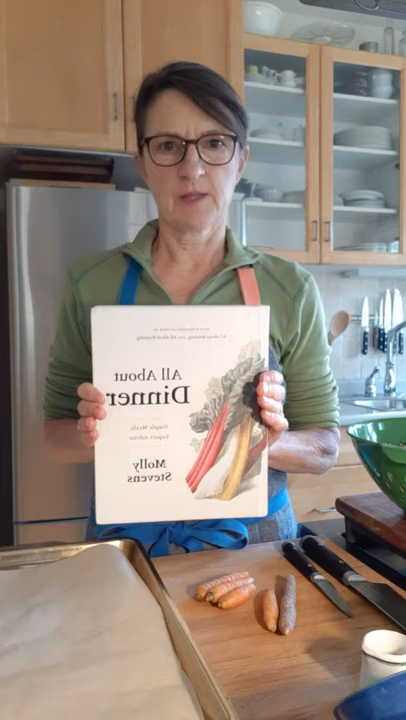 All About
Dinner
Simple Meals,
Expert Advice
Molly
Stevens